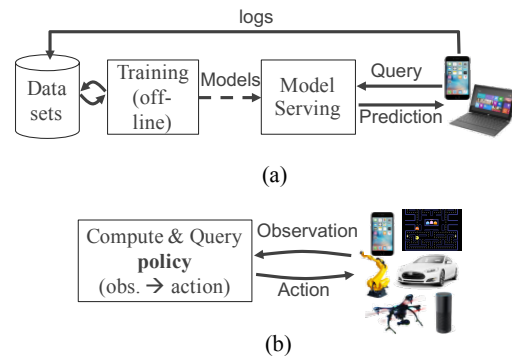 logs
Data
sets
Training
(off-
line)
Models
Model
Serving
Query
Prediction
(a)
Compute & Query
policy
(obs. → action)
Observation
Action
(b)